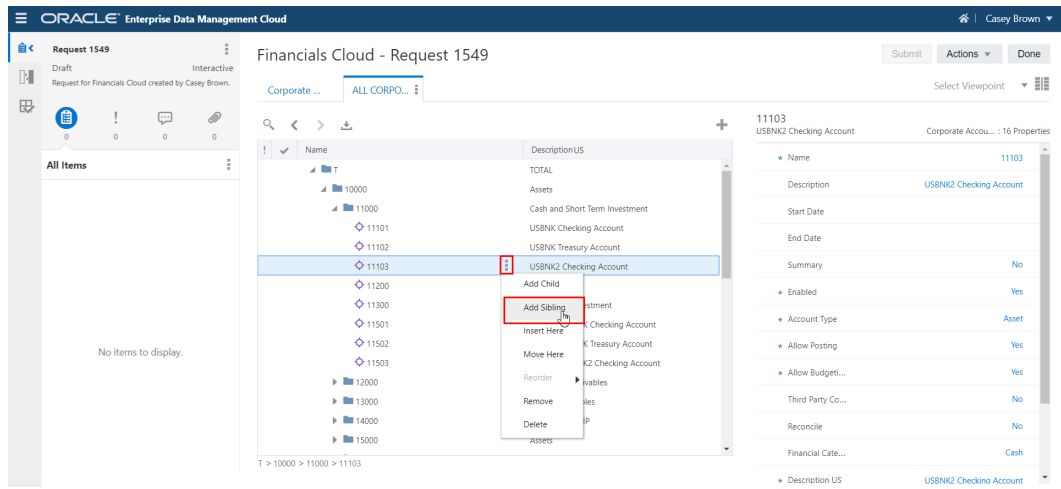 ORACLE Enterprise Data Management Cloud
Casey Brown
Request 1549
Draft Interactive
Request for Financials Cloud created by Casey Brown.
0 0 0 0
All Items
No items to display.
Financials Cloud - Request 1549
Submit Actions Done
Corporate ... ALL CORPO...
Select Viewpoint
! Name Description US
T TOTAL
10000 Assets
11000 Cash and Short Term Investment
11101 USBNK Checking Account
11102 USBNK Treasury Account
11103 USBNK2 Checking Account
11200
11300 estment
11501 K Checking Account
11502 K Treasury Account
11503 K2 Checking Account
12000 ivables
13000 bles
14000 IP
15000 Assets
Add Child
Add Sibling
Insert Here
Move Here
Reorder
Remove
Delete
T > 10000 > 11000 > 11103
11103
USBNK2 Checking Account Corporate Accou... : 16 Properties
* Name 11103
Description USBNK2 Checking Account
Start Date
End Date
Summary No
* Enabled Yes
* Account Type Asset
* Allow Posting Yes
* Allow Budgeti... Yes
Third Party Co... No
Reconcile No
Financial Cate... Cash
* Description US USBNK2 Checking Account